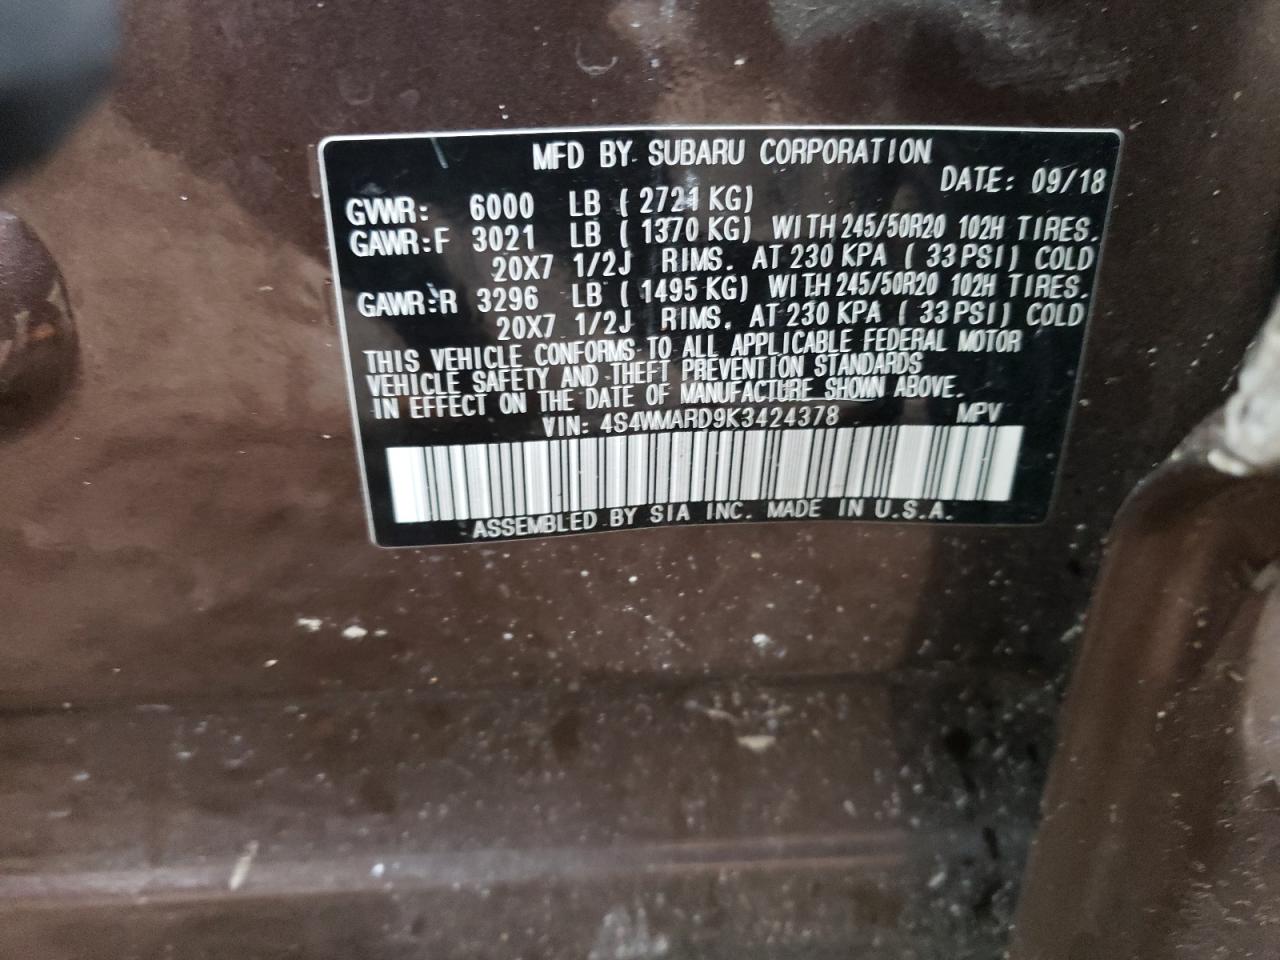 MFD BY SUBARU CORPORATION
DATE: 09/18
GVWR: 6000 LB ( 2721 KG)
GAWR:F 3021 LB ( 1370 KG) WITH 245/50R20 102H TIRES.
20X7 1/2J RIMS. AT 230 KPA ( 33 PSI) COLD
GAWR:R 3296 LB ( 1495 KG) WITH 245/50R20 102H TIRES.
20X7 1/2J RIMS. AT 230 KPA ( 33 PSI) COLD
THIS VEHICLE CONFORMS TO ALL APPLICABLE FEDERAL MOTOR
VEHICLE SAFETY AND THEFT PREVENTION STANDARDS
IN EFFECT ON THE DATE OF MANUFACTURE SHOWN ABOVE.
VIN: 4S4WMARD9K3424378 MPV
ASSEMBLED BY SIA INC. MADE IN U.S.A.